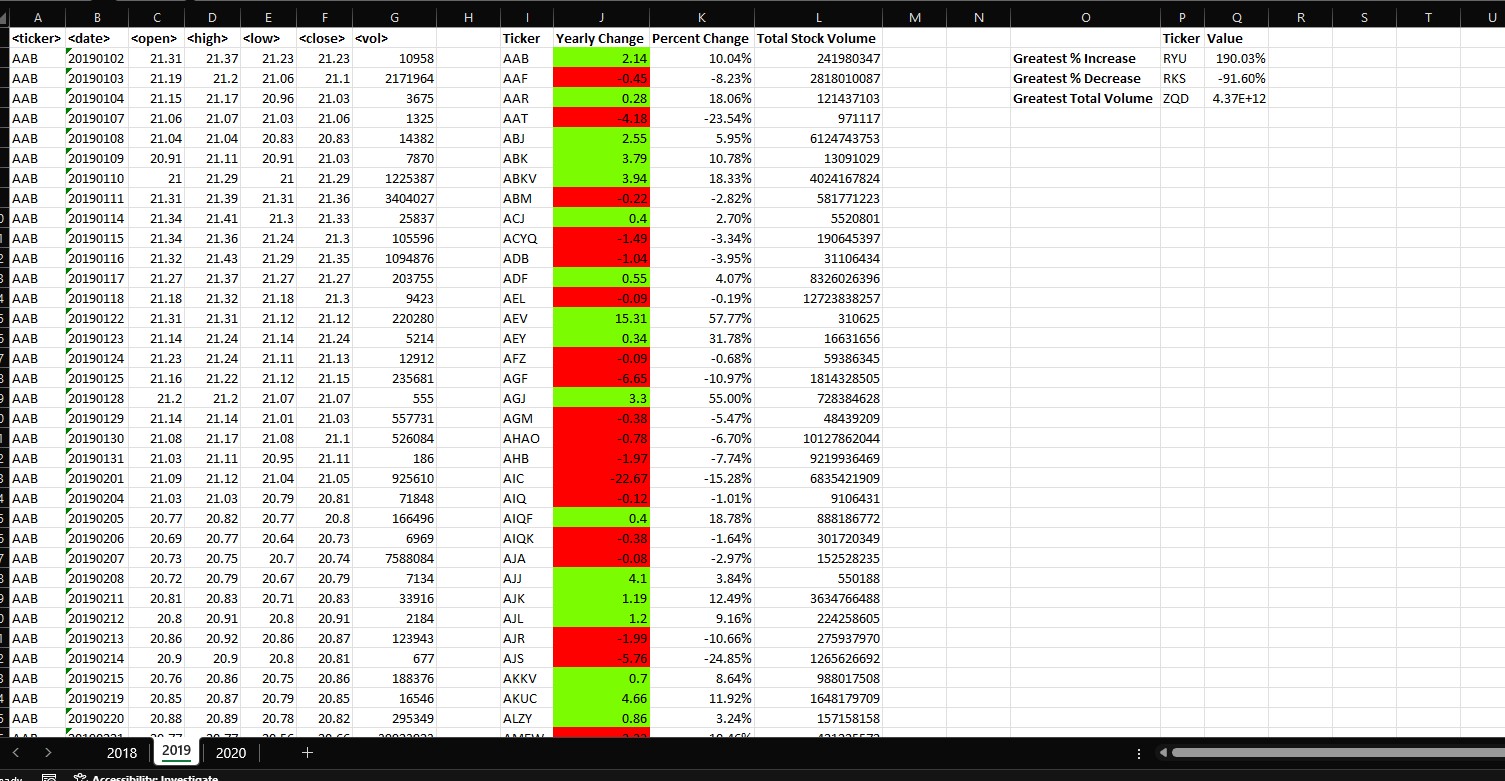 A B C D E F G H I J K L M N O P Q R S T U
<ticker> <date> <open> <high> <low> <close> <vol> Ticker Yearly Change Percent Change Total Stock Volume Ticker Value
AAB 20190102 21.31 21.37 21.23 21.23 10958 AAB 2.14 10.04% 241980347 Greatest % Increase RYU 190.03%
AAB 20190103 21.19 21.2 21.06 21.1 2171964 AAF -0.45 -8.23% 2818010087 Greatest % Decrease RKS -91.60%
AAB 20190104 21.15 21.17 20.96 21.03 3675 AAR 0.28 18.06% 121437103 Greatest Total Volume ZQD 4.37E+12
AAB 20190107 21.06 21.07 21.03 21.06 1325 AAT -4.18 -23.54% 971117
AAB 20190108 21.04 21.04 20.83 20.83 14382 ABJ 2.55 5.95% 6124743753
AAB 20190109 20.91 21.11 20.91 21.03 7870 ABK 3.79 10.78% 13091029
AAB 20190110 21 21.29 21 21.29 1225387 ABKV 3.94 18.33% 4024167824
AAB 20190111 21.31 21.39 21.31 21.36 3404027 ABM -0.22 -2.82% 581771223
AAB 20190114 21.34 21.41 21.3 21.33 25837 ACJ 0.4 2.70% 5520801
AAB 20190115 21.34 21.36 21.24 21.3 105596 ACYQ -1.49 -3.34% 190645397
AAB 20190116 21.32 21.43 21.29 21.35 1094876 ADB -1.04 -3.95% 31106434
AAB 20190117 21.27 21.37 21.27 21.27 203755 ADF 0.55 4.07% 8326026396
AAB 20190118 21.18 21.32 21.18 21.3 9423 AEL -0.09 -0.19% 12723838257
AAB 20190122 21.31 21.31 21.12 21.12 220280 AEV 15.31 57.77% 310625
AAB 20190123 21.14 21.24 21.14 21.24 5214 AEY 0.34 31.78% 16631656
AAB 20190124 21.23 21.24 21.11 21.13 12912 AFZ -0.09 -0.68% 59386345
AAB 20190125 21.16 21.22 21.12 21.15 235681 AGF -6.65 -10.97% 1814328505
AAB 20190128 21.2 21.2 21.07 21.07 555 AGJ 3.3 55.00% 728384628
AAB 20190129 21.14 21.14 21.01 21.03 557731 AGM -0.38 -5.47% 48439209
AAB 20190130 21.08 21.17 21.08 21.1 526084 AHAO -0.78 -6.70% 10127862044
AAB 20190131 21.03 21.11 20.95 21.11 186 AHB -1.97 -7.74% 9219936469
AAB 20190201 21.09 21.12 21.04 21.05 925610 AIC -22.67 -15.28% 6835421909
AAB 20190204 21.03 21.03 20.79 20.81 71848 AIQ -0.12 -1.01% 9106431
AAB 20190205 20.77 20.82 20.77 20.8 166496 AIQF 0.4 18.78% 888186772
AAB 20190206 20.69 20.77 20.64 20.73 6969 AIQK -0.38 -1.64% 301720349
AAB 20190207 20.73 20.75 20.7 20.74 7588084 AJA -0.08 -2.97% 152528235
AAB 20190208 20.72 20.79 20.67 20.79 7134 AJJ 4.1 3.84% 550188
AAB 20190211 20.81 20.83 20.71 20.83 33916 AJK 1.19 12.49% 3634766488
AAB 20190212 20.8 20.91 20.8 20.91 2184 AJL 1.2 9.16% 224258605
AAB 20190213 20.86 20.92 20.86 20.87 123943 AJR -1.99 -10.66% 275937970
AAB 20190214 20.9 20.9 20.8 20.81 677 AJS -5.76 -24.85% 1265626692
AAB 20190215 20.76 20.86 20.75 20.86 188376 AKKV 0.7 8.64% 988017508
AAB 20190219 20.85 20.87 20.79 20.85 16546 AKUC 4.66 11.92% 1648179709
AAB 20190220 20.88 20.89 20.78 20.82 295349 ALZY 0.86 3.24% 157158158
2018 2019 2020
Accessibility: Investigate